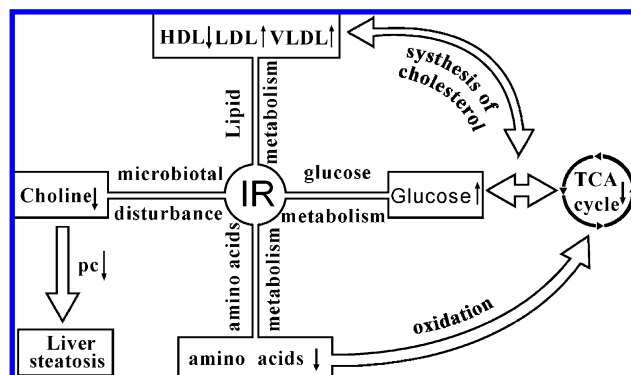 HDL↓ LDL↑ VLDL↑
systhesis of
cholesterol
Lipid
metabolism
microbiotal
disturbance
Choline↓
IR
glucose
metabolism
Glucose↑
TCA
cycle↓
amino acids
metabolism
pc↓
oxidation
Liver
steatosis
amino acids ↓